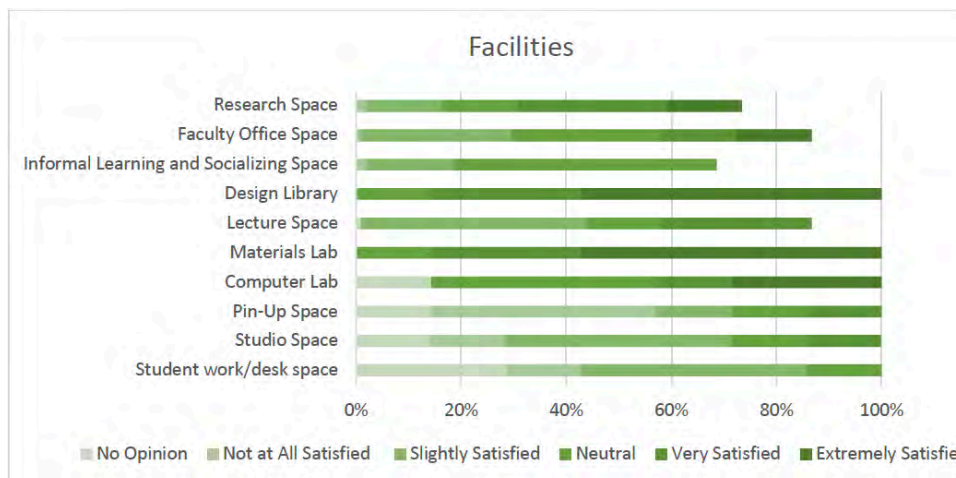 Facilities
Research Space
Faculty Office Space
Informal Learning and Socializing Space
Design Library
Lecture Space
Materials Lab
Computer Lab
Pin-Up Space
Studio Space
Student work/desk space
0% 20% 40% 60% 80% 100%
No Opinion Not at All Satisfied Slightly Satisfied Neutral Very Satisfied Extremely Satisfie